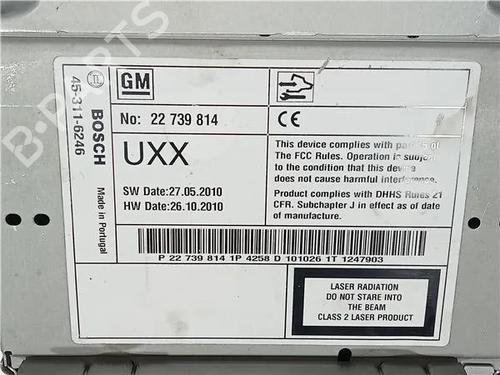 GM
No: 22 739 814
UXX
SW Date:27.05.2010
HW Date:26.10.2010
CE
This device complies with part 15 of
The FCC Rules. Operation is subject
to the condition that this device
does not cause harmful interference.
Product complies with DHHS Rules 21
CFR. Subchapter J in effect as of date
of manufacture.
P 22 739 814 1P 4258 D 101026 1T 1247903
LASER RADIATION
DO NOT STARE INTO
THE BEAM
CLASS 2 LASER PRODUCT
BOSCH
Made in Portugal
45-311-6246
B-PARTS